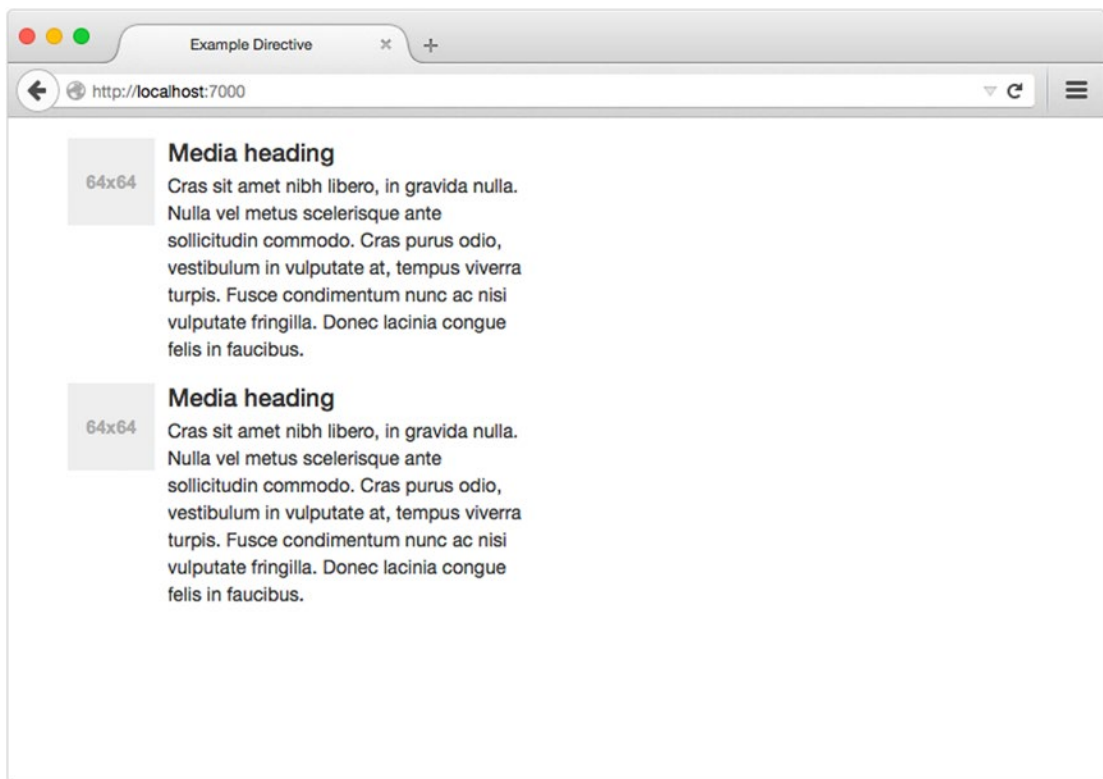 Example Directive
http://localhost:7000
64x64
Media heading
Cras sit amet nibh libero, in gravida nulla.
Nulla vel metus scelerisque ante
sollicitudin commodo. Cras purus odio,
vestibulum in vulputate at, tempus viverra
turpis. Fusce condimentum nunc ac nisi
vulputate fringilla. Donec lacinia congue
felis in faucibus.
64x64
Media heading
Cras sit amet nibh libero, in gravida nulla.
Nulla vel metus scelerisque ante
sollicitudin commodo. Cras purus odio,
vestibulum in vulputate at, tempus viverra
turpis. Fusce condimentum nunc ac nisi
vulputate fringilla. Donec lacinia congue
felis in faucibus.